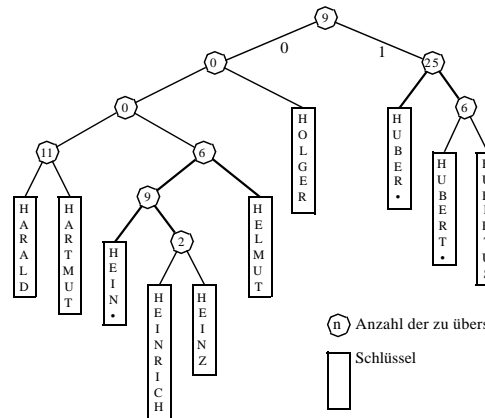 9
0
1
0
25
0
6
11
6
9
2
HOLGER
HUBER•
HUBERT•
HARALD
HARTMUT
HEIN•
HELMUT
HEINRICH
HEINZ
n Anzahl der zu übers
Schlüssel